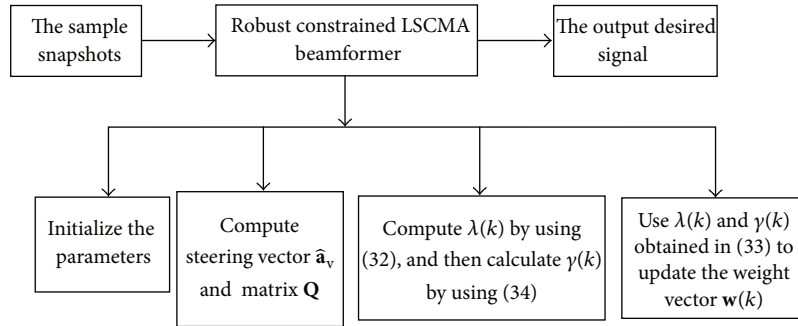 The sample
snapshots
Robust constrained LSCMA
beamformer
The output desired
signal
Initialize the
parameters
Compute
steering vector â_v
and matrix Q
Compute λ(k) by using
(32), and then calculate γ(k)
by using (34)
Use λ(k) and γ(k)
obtained in (33) to
update the weight
vector w(k)